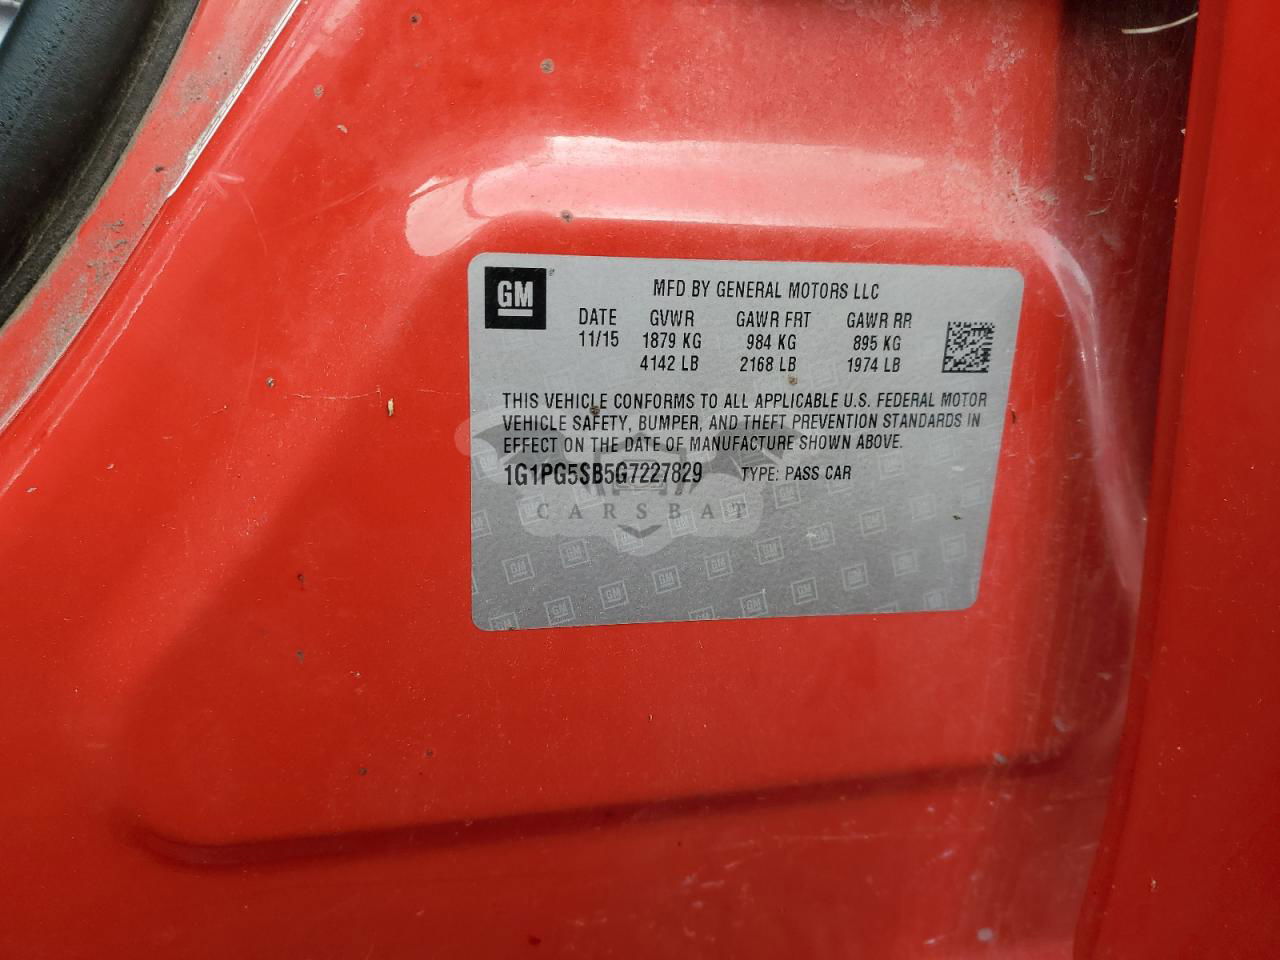 GM
MFD BY GENERAL MOTORS LLC
DATE GVWR GAWR FRT GAWR RR
11/15 1879 KG 984 KG 895 KG
4142 LB 2168 LB 1974 LB
THIS VEHICLE CONFORMS TO ALL APPLICABLE U.S. FEDERAL MOTOR
VEHICLE SAFETY, BUMPER, AND THEFT PREVENTION STANDARDS IN
EFFECT ON THE DATE OF MANUFACTURE SHOWN ABOVE.
1G1PG5SB5G7227829 TYPE: PASS CAR
CARSBAT